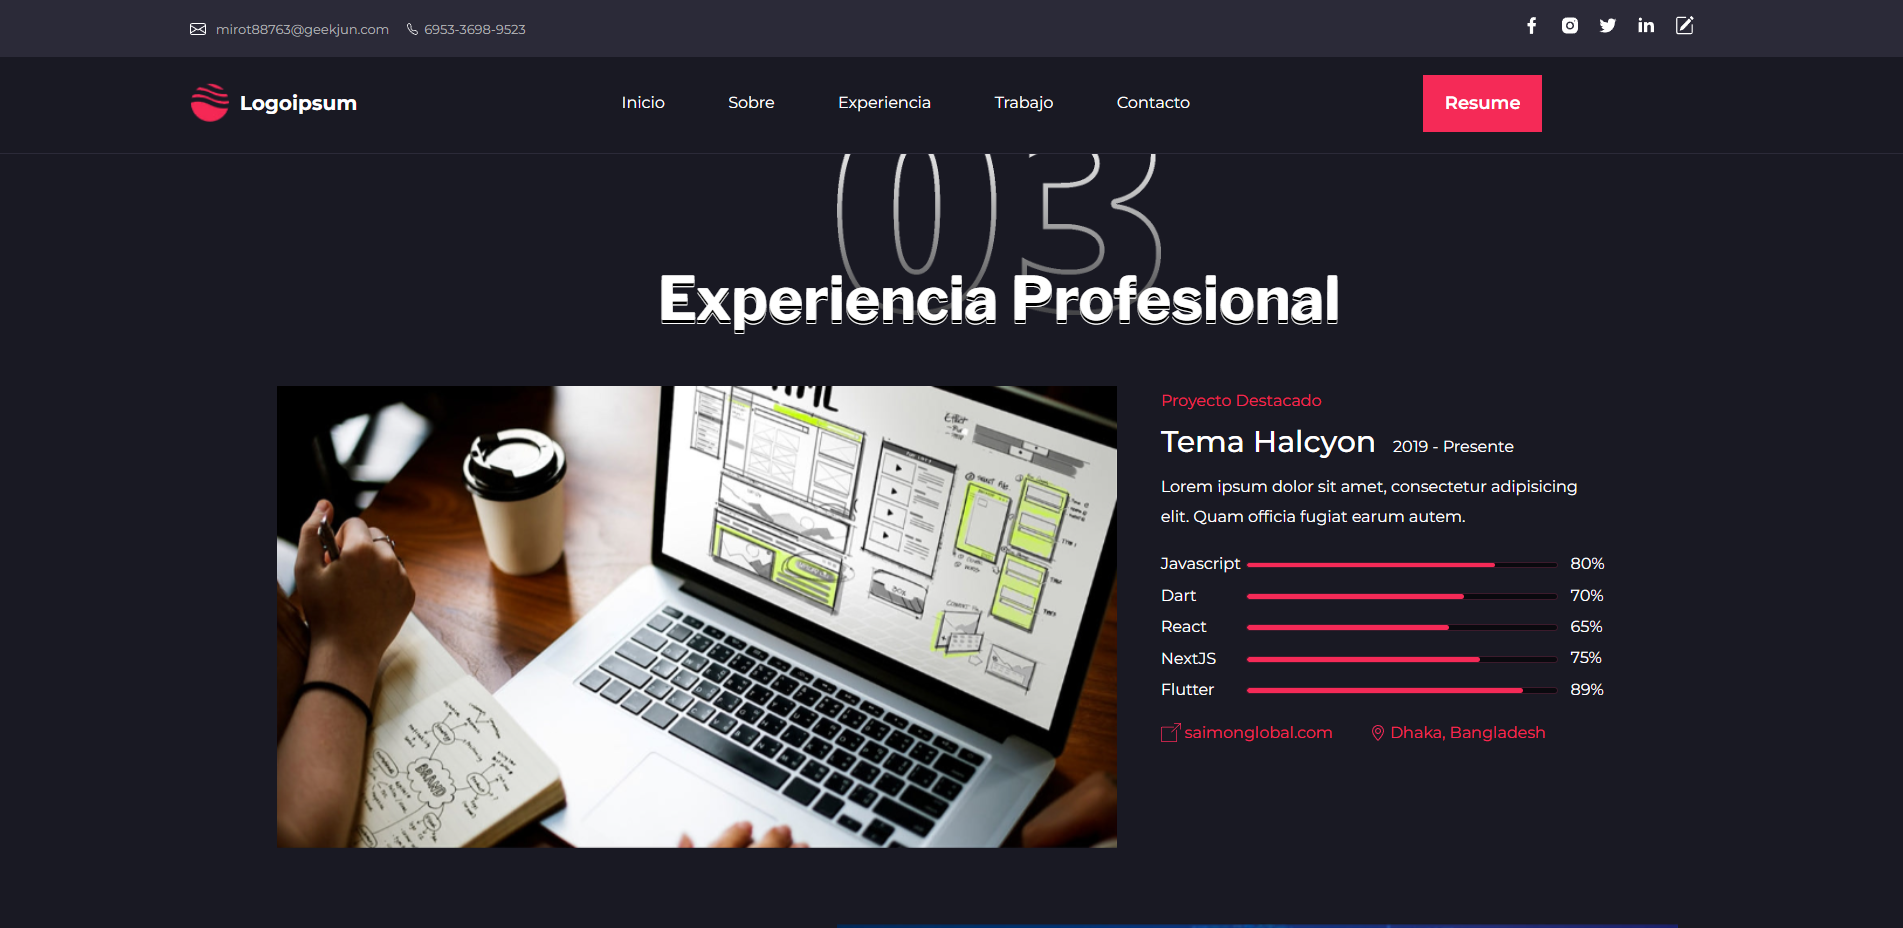 mirot88763@geekjun.com 6953-3698-9523
Logoipsum
Inicio Sobre Experiencia Trabajo Contacto
Resume
03
Experiencia Profesional
Proyecto Destacado
Tema Halcyon 2019 - Presente
Lorem ipsum dolor sit amet, consectetur adipisicing
elit. Quam officia fugiat earum autem.
Javascript 80%
Dart 70%
React 65%
NextJS 75%
Flutter 89%
saimonglobal.com Dhaka, Bangladesh
BRAND
BOX